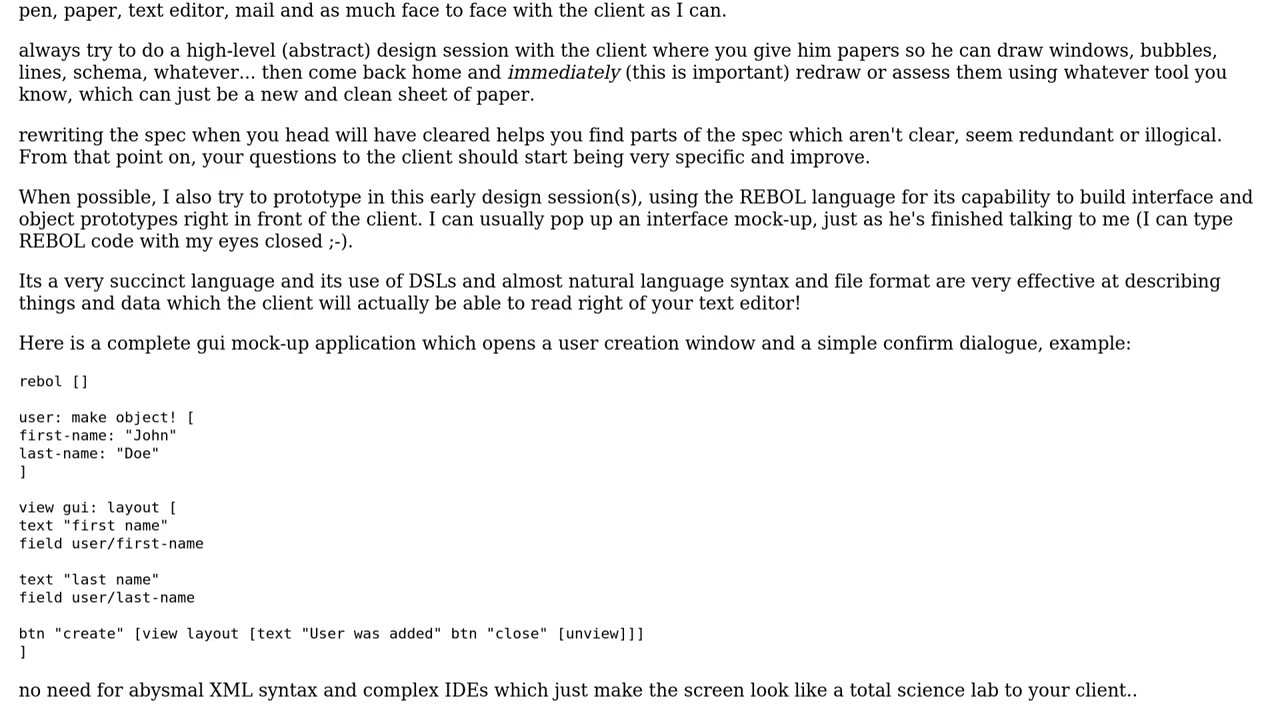 pen, paper, text editor, mail and as much face to face with the client as I can.
always try to do a high-level (abstract) design session with the client where you give him papers so he can draw windows, bubbles,
lines, schema, whatever... then come back home and immediately (this is important) redraw or assess them using whatever tool you
know, which can just be a new and clean sheet of paper.
rewriting the spec when you head will have cleared helps you find parts of the spec which aren't clear, seem redundant or illogical.
From that point on, your questions to the client should start being very specific and improve.
When possible, I also try to prototype in this early design session(s), using the REBOL language for its capability to build interface and
object prototypes right in front of the client. I can usually pop up an interface mock-up, just as he's finished talking to me (I can type
REBOL code with my eyes closed ;-).
Its a very succinct language and its use of DSLs and almost natural language syntax and file format are very effective at describing
things and data which the client will actually be able to read right of your text editor!
Here is a complete gui mock-up application which opens a user creation window and a simple confirm dialogue, example:
rebol []
user: make object! [
first-name: "John"
last-name: "Doe"
]
view gui: layout [
text "first name"
field user/first-name
text "last name"
field user/last-name
btn "create" [view layout [text "User was added" btn "close" [unview]]]
]
no need for abysmal XML syntax and complex IDEs which just make the screen look like a total science lab to your client..